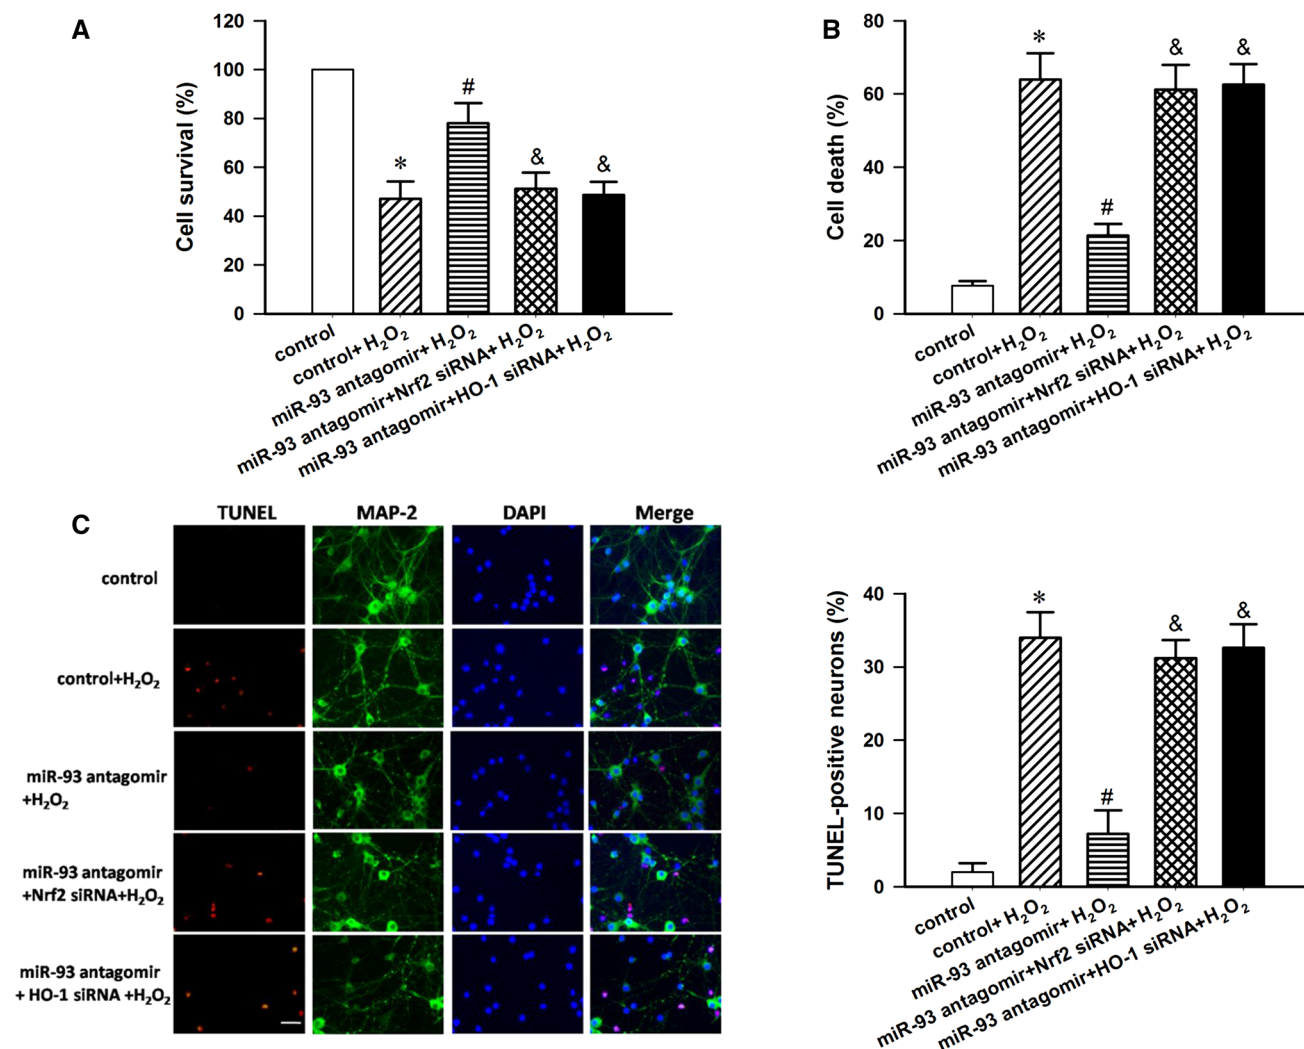 A
Cell survival (%)
120
100
80
60
40
20
0
*
#
&
&
control
control+ H₂O₂
miR-93 antagomir+ H₂O₂
miR-93 antagomir+Nrf2 siRNA+ H₂O₂
miR-93 antagomir+HO-1 siRNA+ H₂O₂
B
Cell death (%)
80
60
40
20
0
*
#
&
&
control
control+ H₂O₂
miR-93 antagomir+ H₂O₂
miR-93 antagomir+Nrf2 siRNA+ H₂O₂
miR-93 antagomir+HO-1 siRNA+ H₂O₂
C
TUNEL MAP-2 DAPI Merge
control
control+H₂O₂
miR-93 antagomir
+H₂O₂
miR-93 antagomir
+Nrf2 siRNA+H₂O₂
miR-93 antagomir
+ HO-1 siRNA +H₂O₂
TUNEL-positive neurons (%)
40
30
20
10
0
*
#
&
&
control
control+ H₂O₂
miR-93 antagomir+ H₂O₂
miR-93 antagomir+Nrf2 siRNA+ H₂O₂
miR-93 antagomir+HO-1 siRNA+H₂O₂